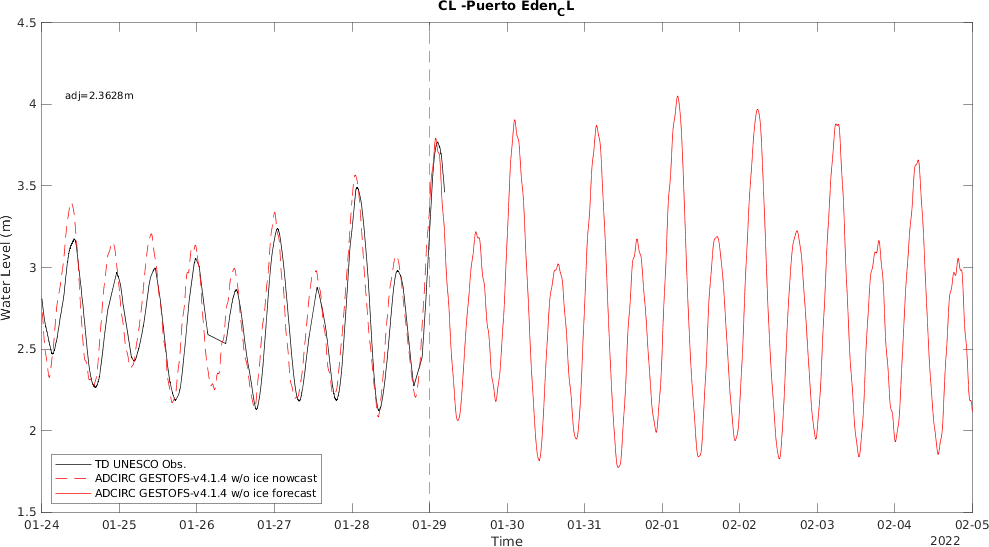 CL -Puerto Eden_CL
4.5
adj=2.3628m
4
3.5
3
2.5
2
1.5
Water Level (m)
TD UNESCO Obs.
ADCIRC GESTOFS-v4.1.4 w/o ice nowcast
ADCIRC GESTOFS-v4.1.4 w/o ice forecast
01-24 01-25 01-26 01-27 01-28 01-29 01-30 01-31 02-01 02-02 02-03 02-04 02-05
Time
2022